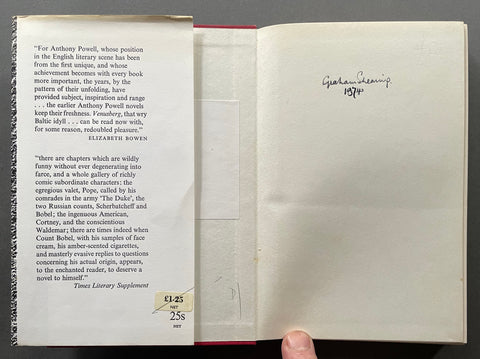 “For Anthony Powell, whose position
in the English literary scene has been
from the first unique, and whose
achievement becomes with every book
more important, the years, by the
pattern of their unfolding, have
provided subject, inspiration and range
. . . the earlier Anthony Powell novels
keep their freshness. Venusberg, that wry
Baltic idyll . . . can be read now with,
for some reason, redoubled pleasure.”
ELIZABETH BOWEN
“there are chapters which are wildly
funny without ever degenerating into
farce, and a whole gallery of richly
comic subordinate characters: the
egregious valet, Pope, called by his
comrades in the army ‘The Duke’, the
two Russian counts, Scherbatcheff and
Bobel; the ingenuous American,
Cortney, and the conscientious
Waldemar; there are times indeed when
Count Bobel, with his samples of face
cream, his amber-scented cigarettes,
and masterly evasive replies to questions
concerning his actual origin, appears,
to the enchanted reader, to deserve a
novel to himself.”
Times Literary Supplement
£1·25
NET
25s
NET
Graham
1974